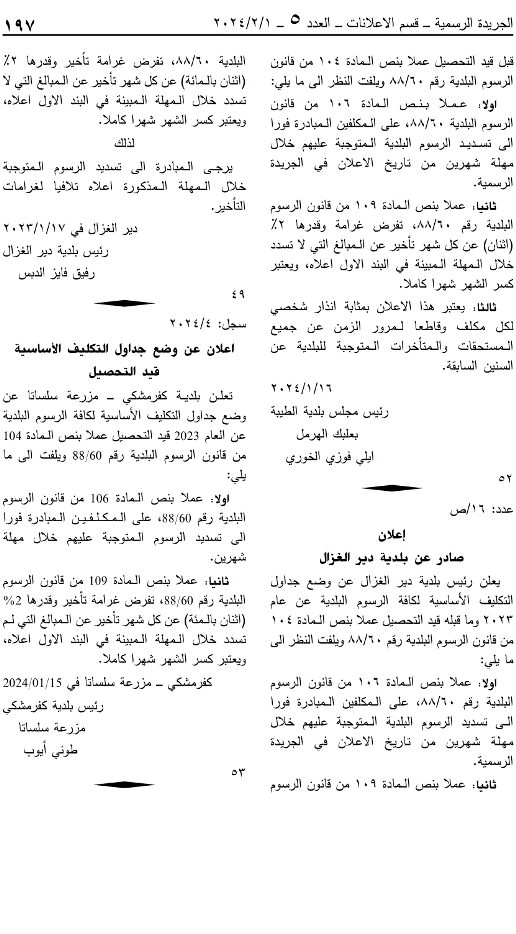 الجريدة الرسمية ــ قسم الاعلانات ــ العدد ٥ ــ ٢٠٢٤/٢/١
١٩٧
قبل قيد التحصيل عملا بنص المادة ١٠٤ من قانون
الرسوم البلدية رقم ٨٨/٦٠ ويلفت النظر الى ما يلي:
اولا: عمـلا بـنـص المـادة ١٠٦ من قانون
الرسوم البلدية ٨٨/٦٠، على المكلفين المبادرة فورا
الى تسديـد الرسوم البلدية المتوجبة عليهم خلال
مهلة شهرين من تاريخ الاعلان في الجريدة
الرسمية.
ثانيا: عملا بنص المادة ١٠٩ من قانون الرسوم
البلدية رقم ٨٨/٦٠، تفرض غرامة وقدرها ٢٪
(اثنان) عن كل شهر تأخير عن المبالغ التي لا تسدد
خلال المهلة المبينة في البند الاول اعلاه، ويعتبر
كسر الشهر شهرا كاملا.
ثالثا: يعتبر هذا الاعلان بمثابة انذار شخصي
لكل مكلف وقاطعا لمرور الزمن عن جميع
المستحقات والمتأخرات المتوجبة للبلدية عن
السنين السابقة.
٢٠٢٤/١/١٦
رئيس مجلس بلدية الطيبة
بعلبك الهرمل
ايلي فوزي الخوري
٥٢
عدد: ١٦/ص
إعلان
صادر عن بلدية دير الغزال
يعلن رئيس بلدية دير الغزال عن وضع جداول
التكليف الأساسية لكافة الرسوم البلدية عن عام
٢٠٢٣ وما قبله قيد التحصيل عملا بنص المادة ١٠٤
من قانون الرسوم البلدية رقم ٨٨/٦٠ ويلفت النظر الى
ما يلي:
اولا: عملا بنص المادة ١٠٦ من قانون الرسوم
البلدية رقم ٨٨/٦٠، على المكلفين المبادرة فورا
الـى تسديد الرسوم البلدية المتوجبة عليهم خلال
مهلة شهرين من تاريخ الاعلان في الجريدة
الرسمية.
ثانيا: عملا بنص المادة ١٠٩ من قانون الرسوم
البلدية ٨٨/٦٠، تفرض غرامة تأخير وقدرها ٢٪
(اثنان بالمائة) عن كل شهر تأخير عن المبالغ التي لا
تسدد خلال المهلة المبينة في البند الاول اعلاه،
ويعتبر كسر الشهر شهرا كاملا.
لذلك
يرجـى المبادرة الى تسديد الرسوم المـتوجبة
خلال المهلة المذكورة اعلاه تلافيا لغرامات
التأخير.
دير الغزال في ٢٠٢٣/١/١٧
رئيس بلدية دير الغزال
رفيق فايز الدبس
٤٩
سجل: ٢٠٢٤/٤
اعلان عن وضع جداول التكليف الأساسية
قيد التحصيل
تعلـن بلديـة كفرمشكي ــ مزرعة سلساتا عن
وضع جداول التكليف الأساسية لكافة الرسوم البلدية
عن العام 2023 قيد التحصيل عملا بنص المـادة 104
من قانون الرسوم البلدية رقم 88/60 ويلفت الى ما
يلي:
اولا: عملا بنص المادة 106 من قانون الرسوم
البلدية رقم 88/60، على المـكلـفـين المبادرة فورا
الى تسديد الرسوم المتوجبة عليهم خلال مهلة
شهرين.
ثانيا: عملا بنص المادة 109 من قانون الرسوم
البلدية رقم 88/60، تفرض غرامة تأخير وقدرها 2%
(اثنان بالمئة) عن كل شهر تأخير عن المبالغ التي لـم
تسدد خلال المهلة المبينة في البند الاول اعلاه،
ويعتبر كسر الشهر شهرا كاملا.
كفرمشكي ــ مزرعة سلساتا في 2024/01/15
رئيس بلدية كفرمشكي
مزرعة سلساتا
طوني أيوب
٥٣